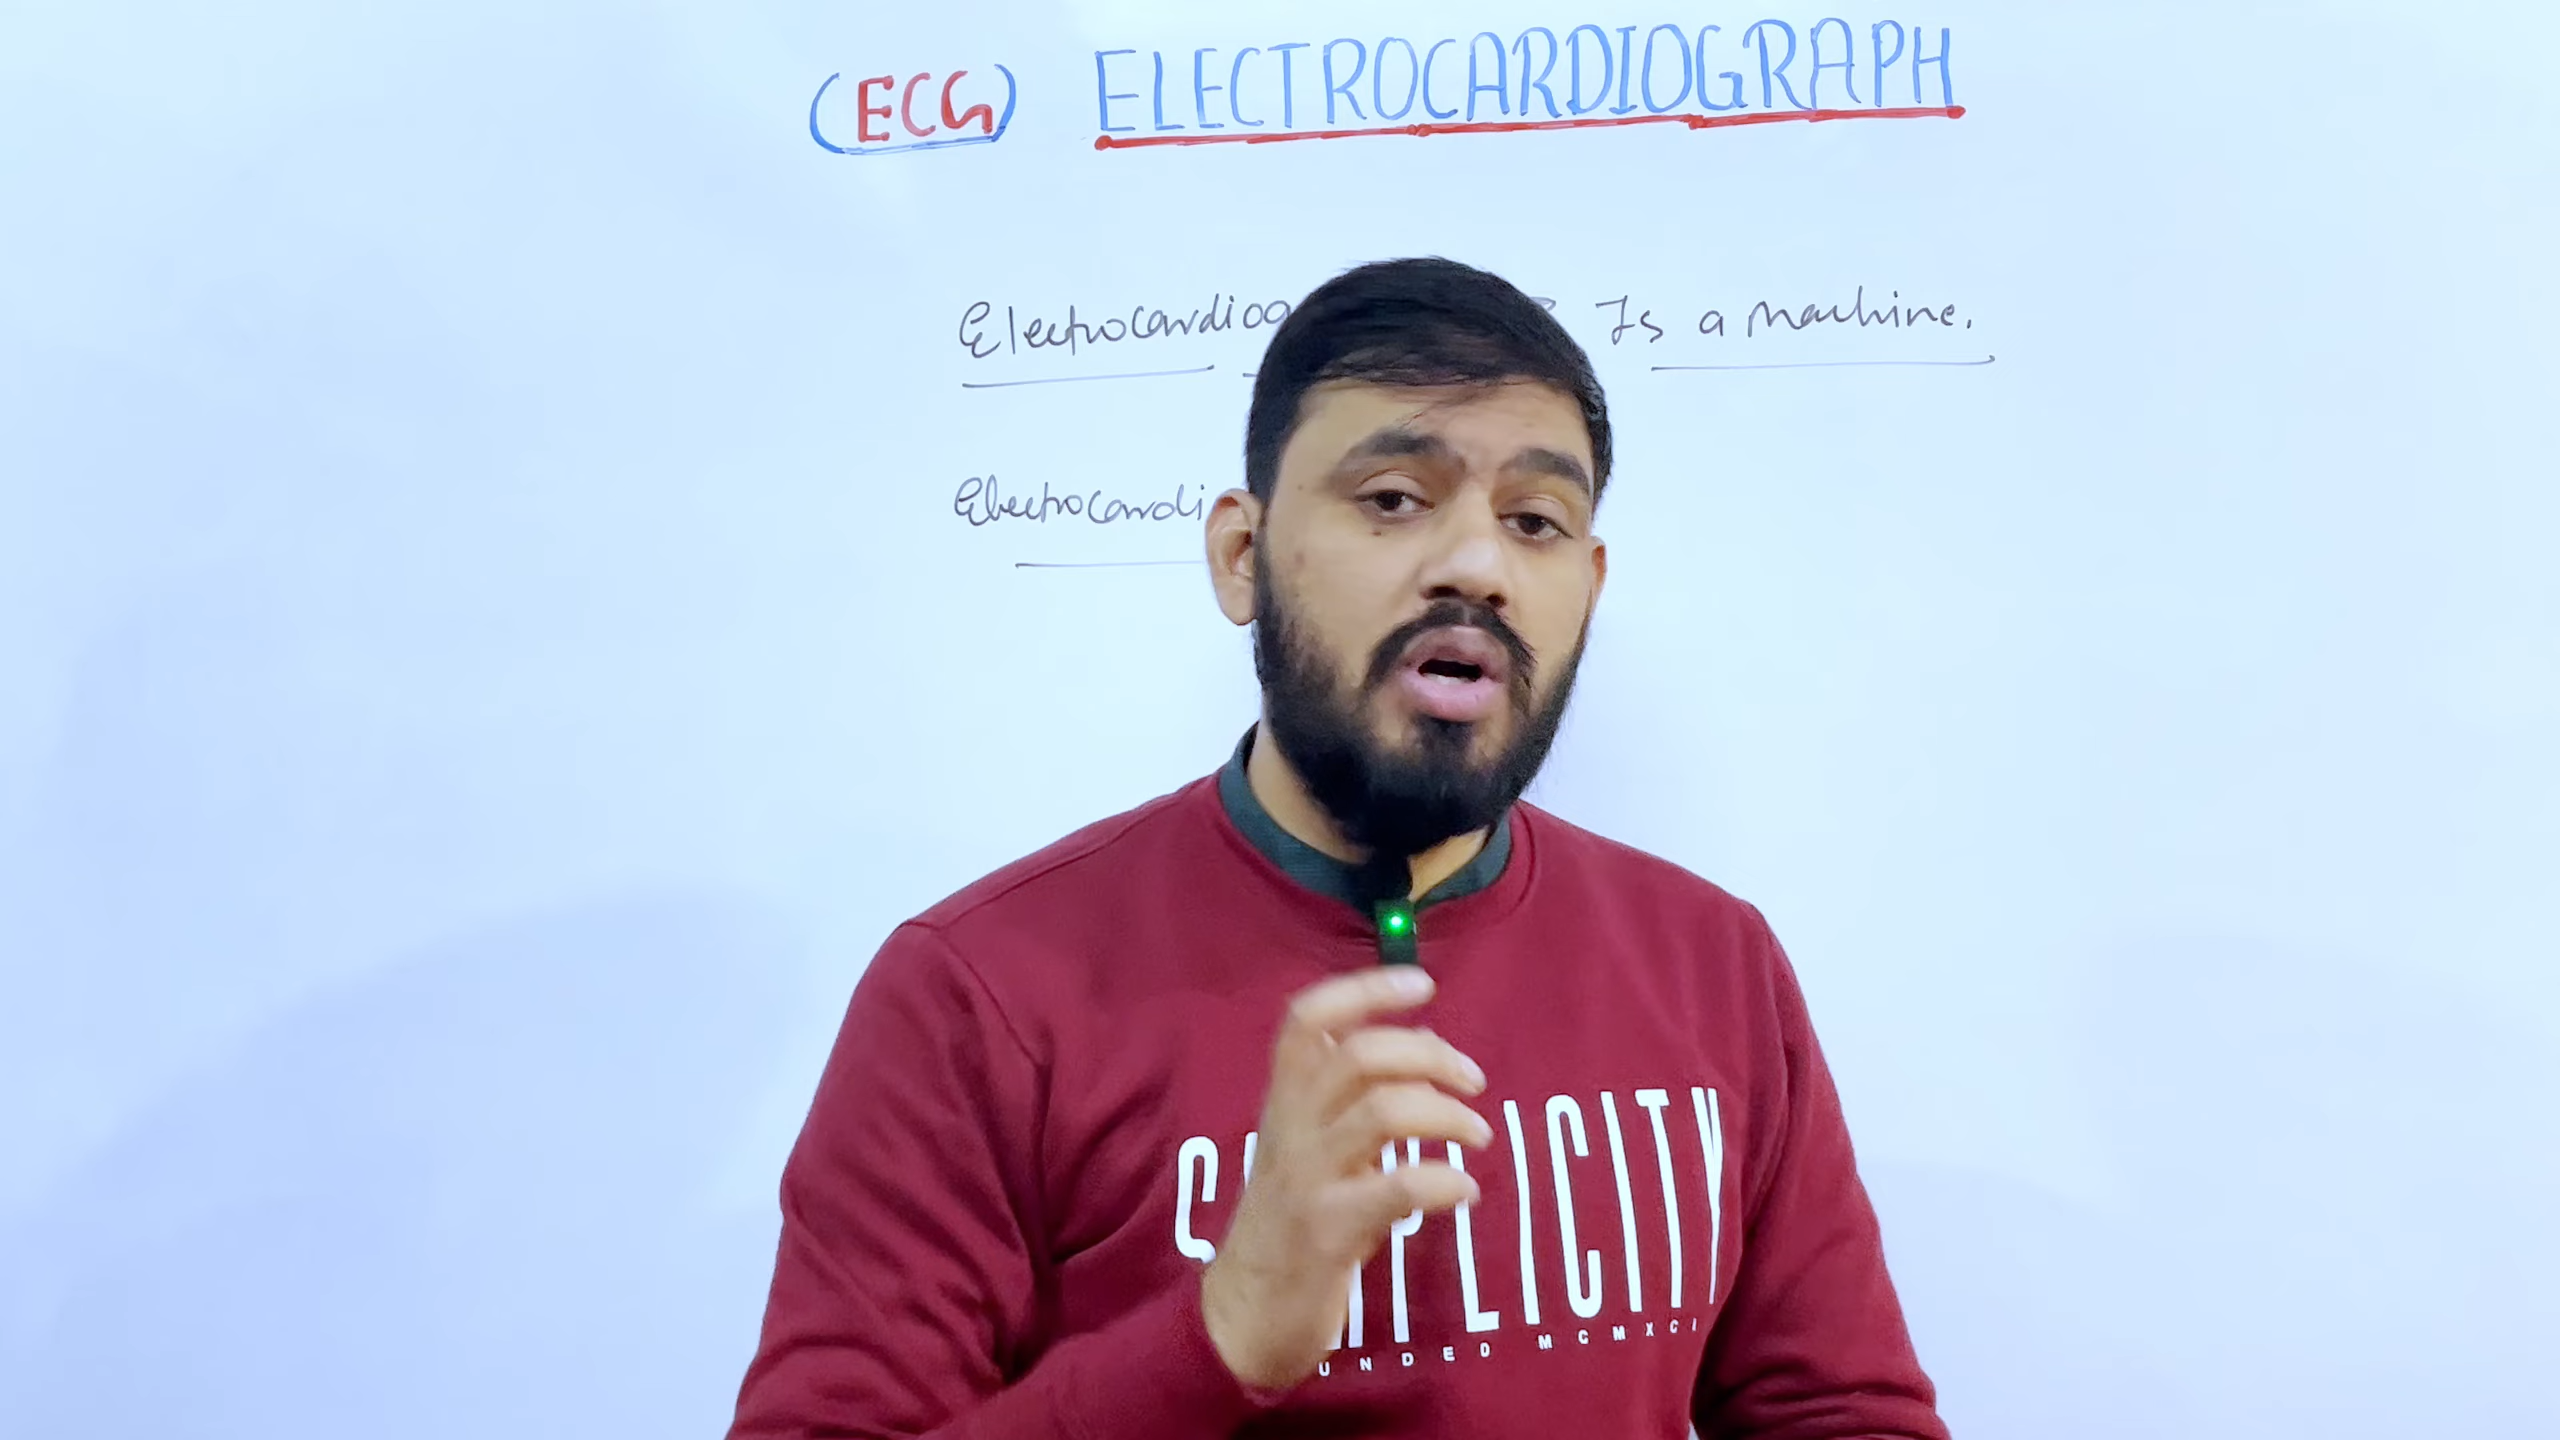 (ECG) ELECTROCARDIOGRAPH
Electrocardiog Is a machine.
Electrocardi
S PLICITY
UNDED MCMXCI